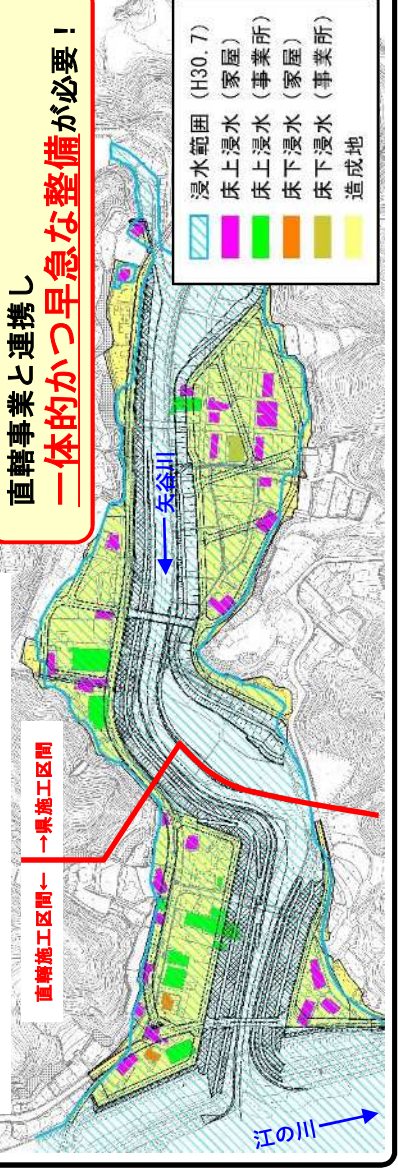 直轄事業と連携し
一体的かつ早急な整備が必要！
浸水範囲（H30.7）
床上浸水（家屋）
床上浸水（事業所）
床下浸水（家屋）
床下浸水（事業所）
造成地
矢谷川
直轄施工区間← →県施工区間
江の川